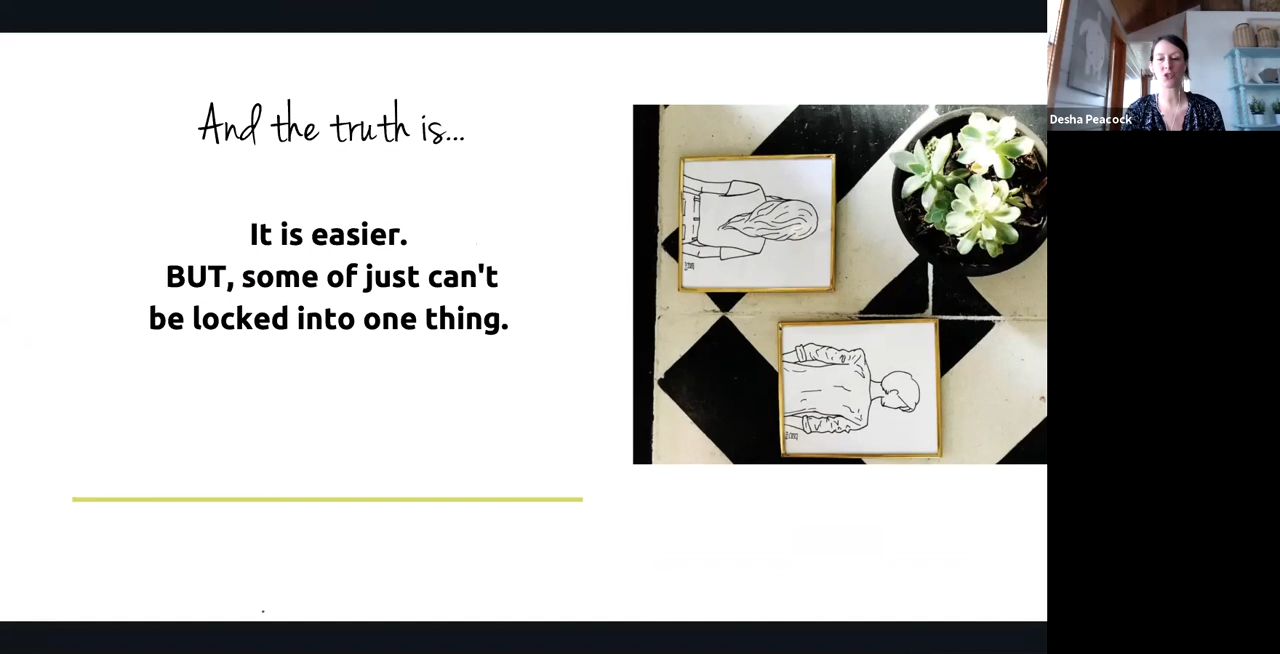 And the truth is...
It is easier.
BUT, some of just can't
be locked into one thing.
Desha Peacock